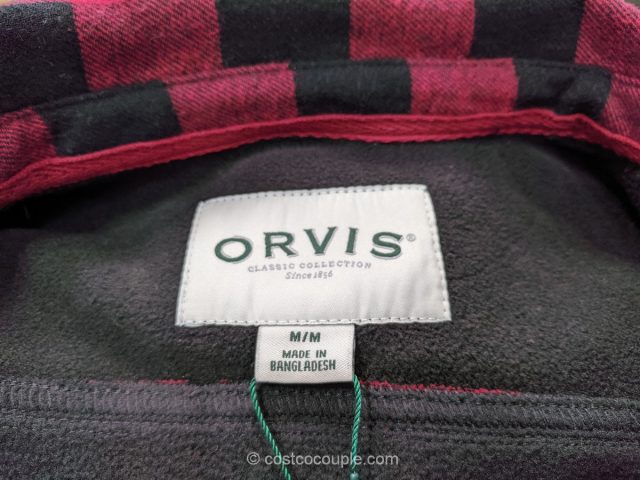 ORVIS®
CLASSIC COLLECTION
Since 1856
M/M
MADE IN
BANGLADESH
© costcocouple.com